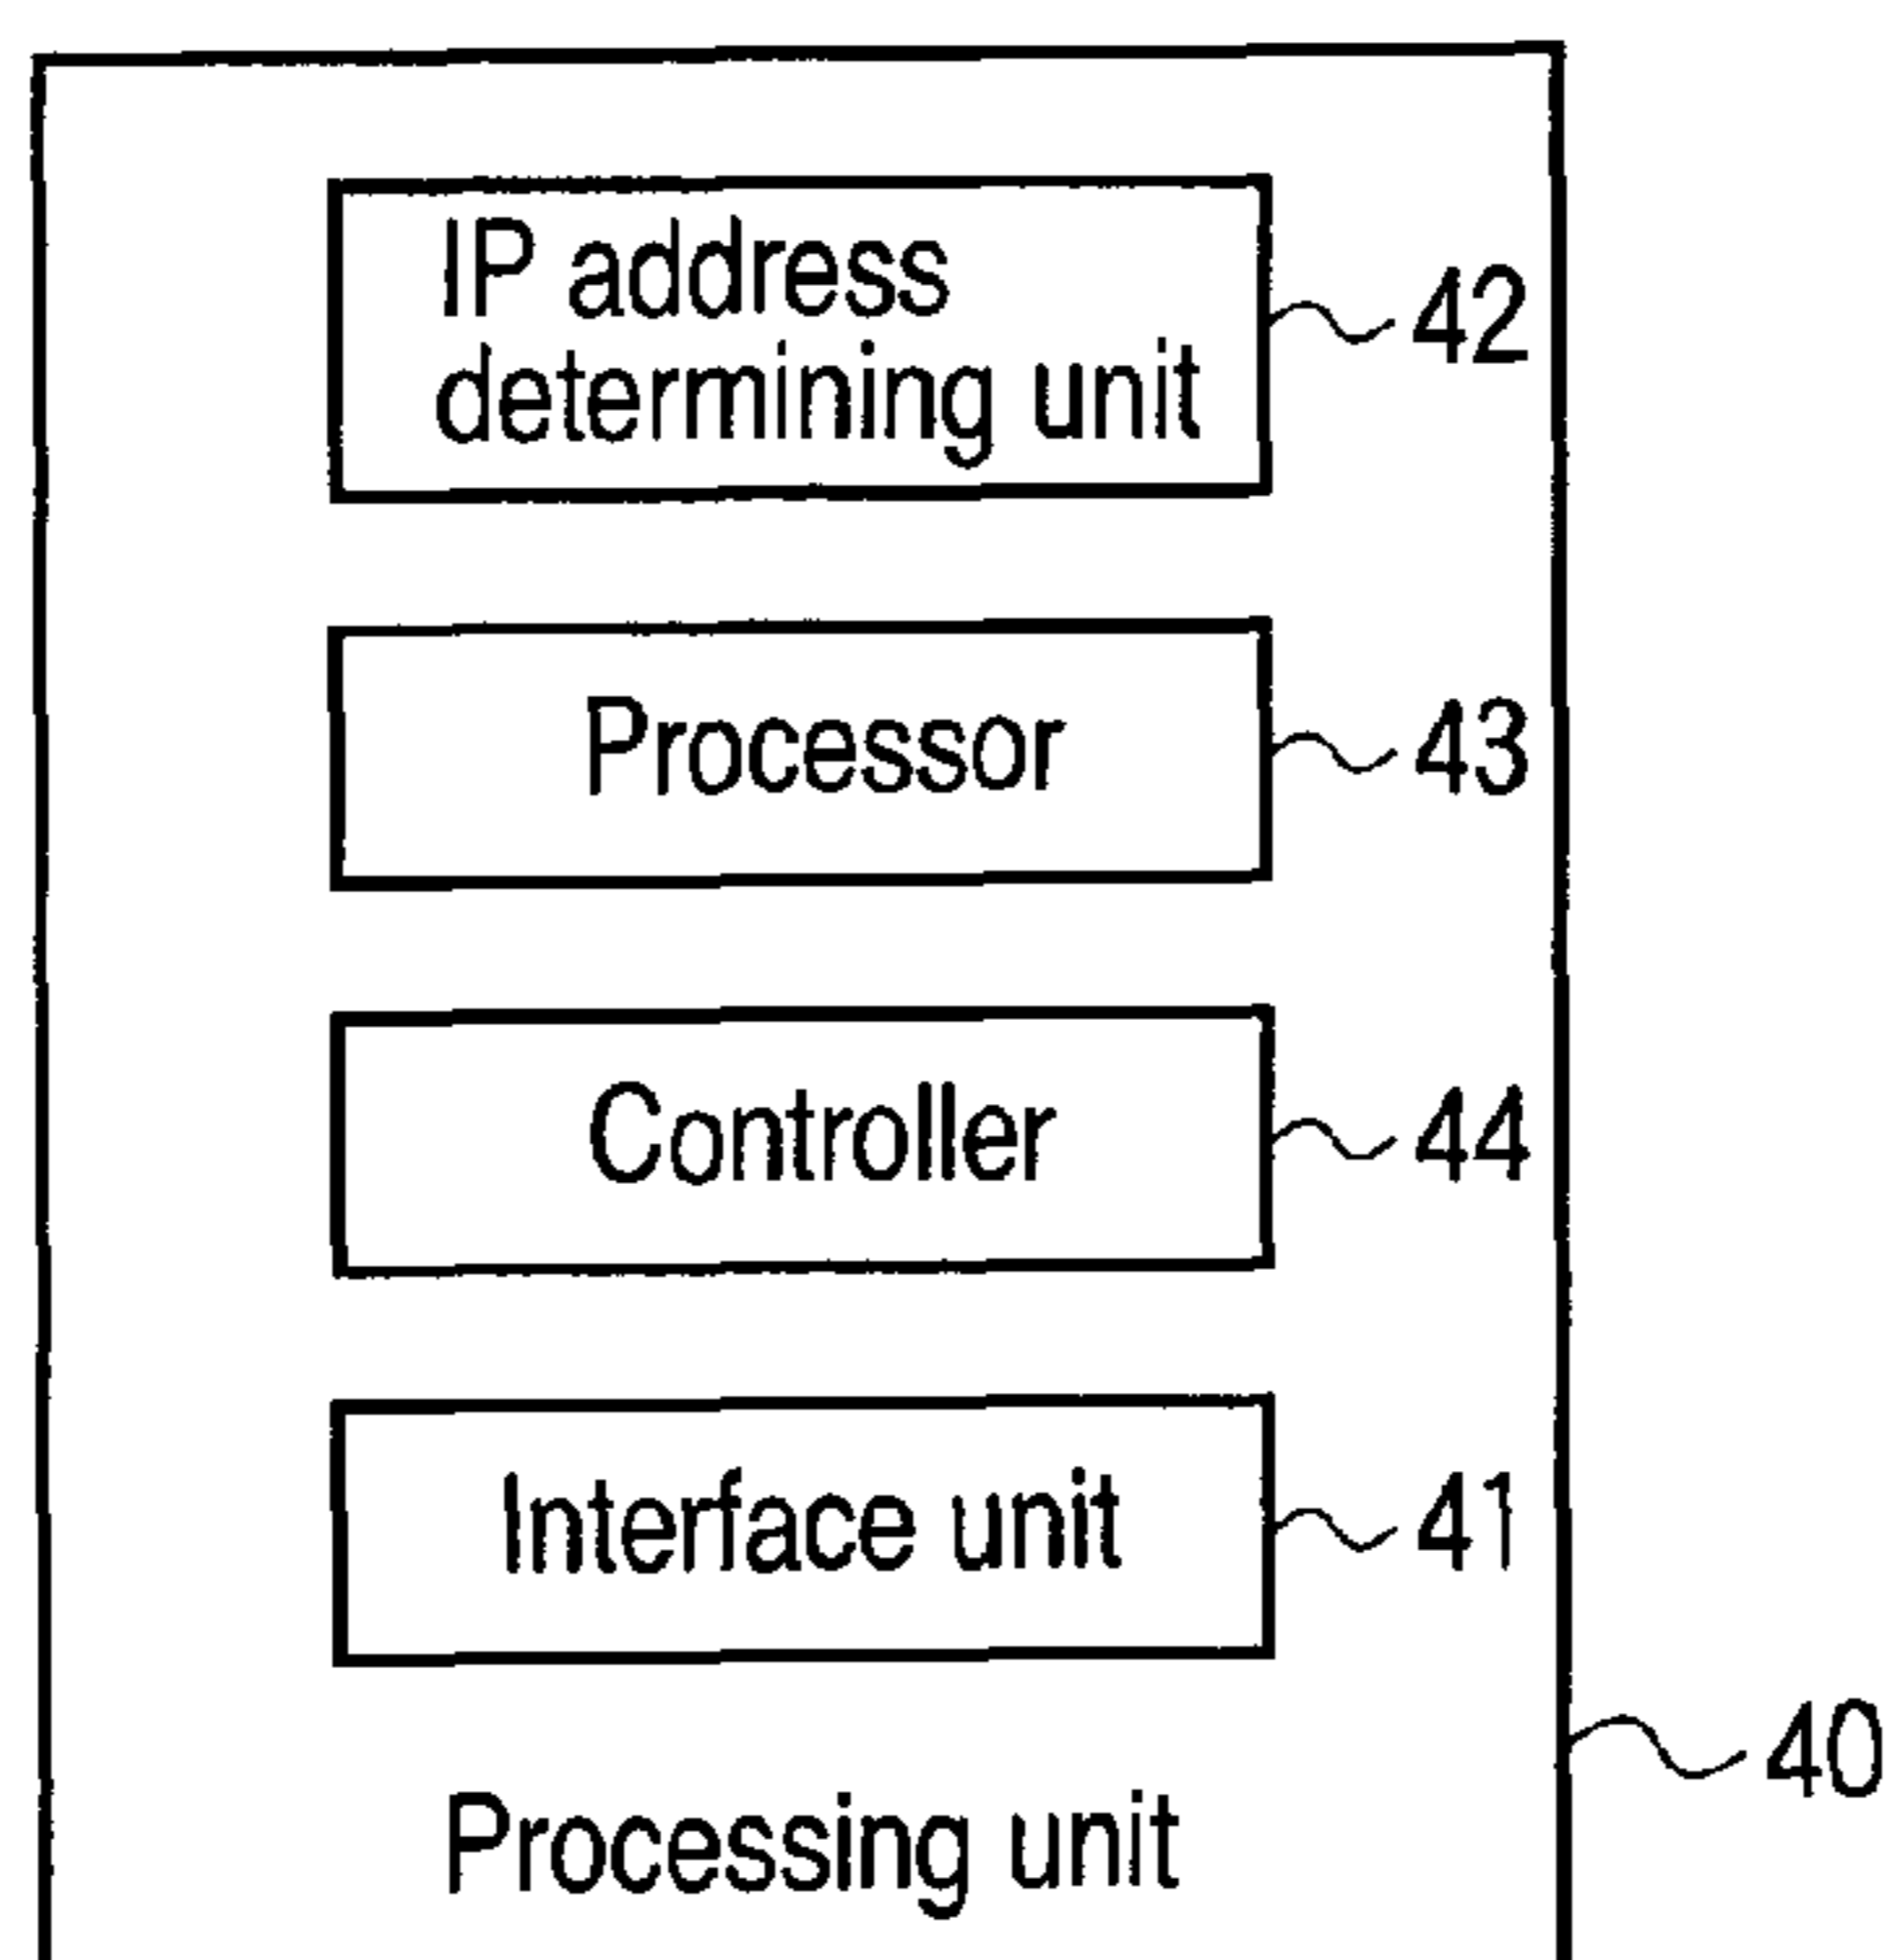 IP address
determining unit
42
Processor
43
Controller
44
Interface unit
41
40
Processing unit